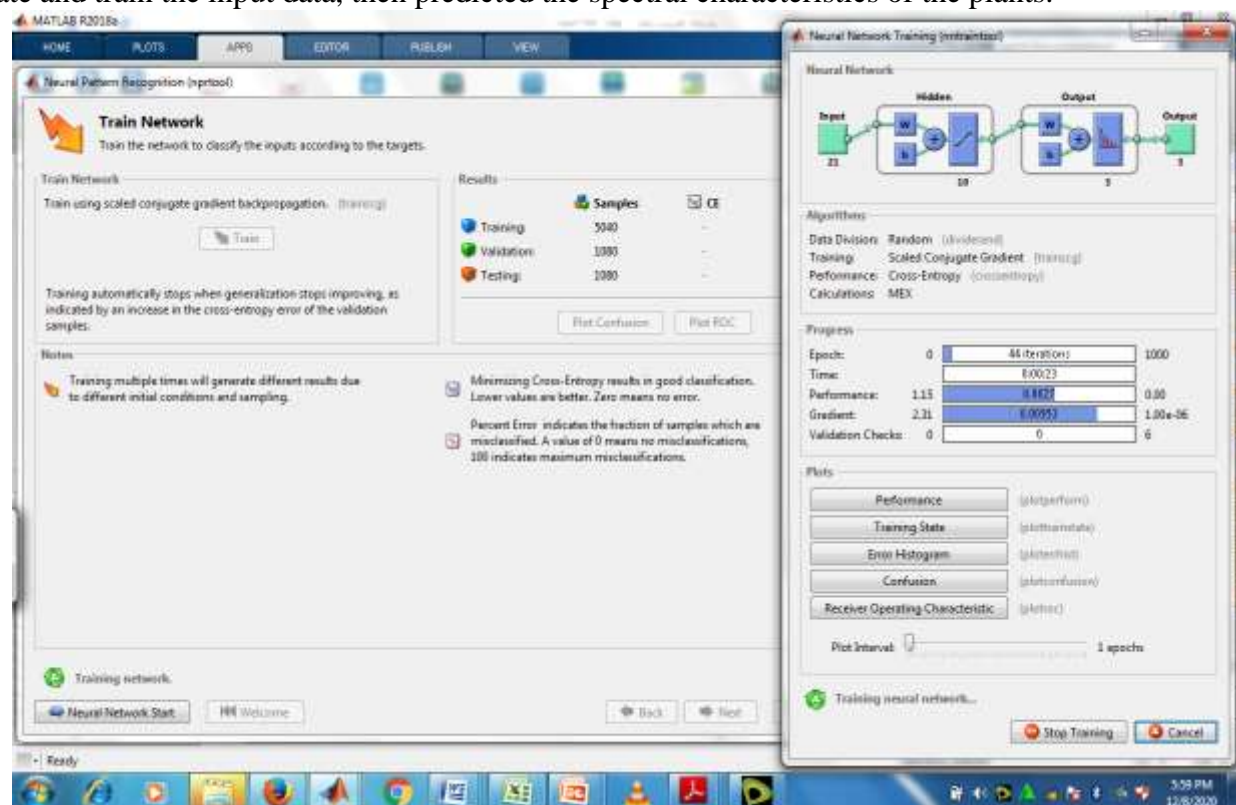 ate and train the input data, then predicted the spectral characteristics of the plants.
MATLAB R2018a
HOME PLOTS APPS EDITOR PUBLISH VIEW
Neural Pattern Recognition (nprtool)
Train Network
Train the network to classify the inputs according to the targets.
Train Network
Train using scaled conjugate gradient backpropagation. (trainscg)
Train
Training automatically stops when generalization stops improving, as
indicated by an increase in the cross-entropy error of the validation
samples.
Results
Samples CE
Training: 5040 -
Validation: 1080 -
Testing: 1080 -
Plot Confusion Plot ROC
Notes
Training multiple times will generate different results due
to different initial conditions and sampling.
Minimizing Cross-Entropy results in good classification.
Lower values are better. Zero means no error.
Percent Error indicates the fraction of samples which are
misclassified. A value of 0 means no misclassifications,
100 indicates maximum misclassifications.
Training network.
Neural Network Start Welcome Back Next
Ready
Neural Network Training (nntraintool)
Neural Network
Hidden Output
Input Output
W W
b b
21
10
Algorithms
Data Division: Random (dividerand)
Training: Scaled Conjugate Gradient (trainscg)
Performance: Cross-Entropy (crossentropy)
Calculations: MEX
Progress
Epoch: 0 44 iterations 1000
Time: 0:00:23
Performance: 1.15 0.00
Gradient: 2.31 0.00953 1.00e-06
Validation Checks: 0 0 6
Plots
Performance (plotperform)
Training State (plottrainstate)
Error Histogram (ploterrhist)
Confusion (plotconfusion)
Receiver Operating Characteristic (plotroc)
Plot Interval: 1 epochs
Training neural network...
Stop Training Cancel
5:59 PM
12/8/2020